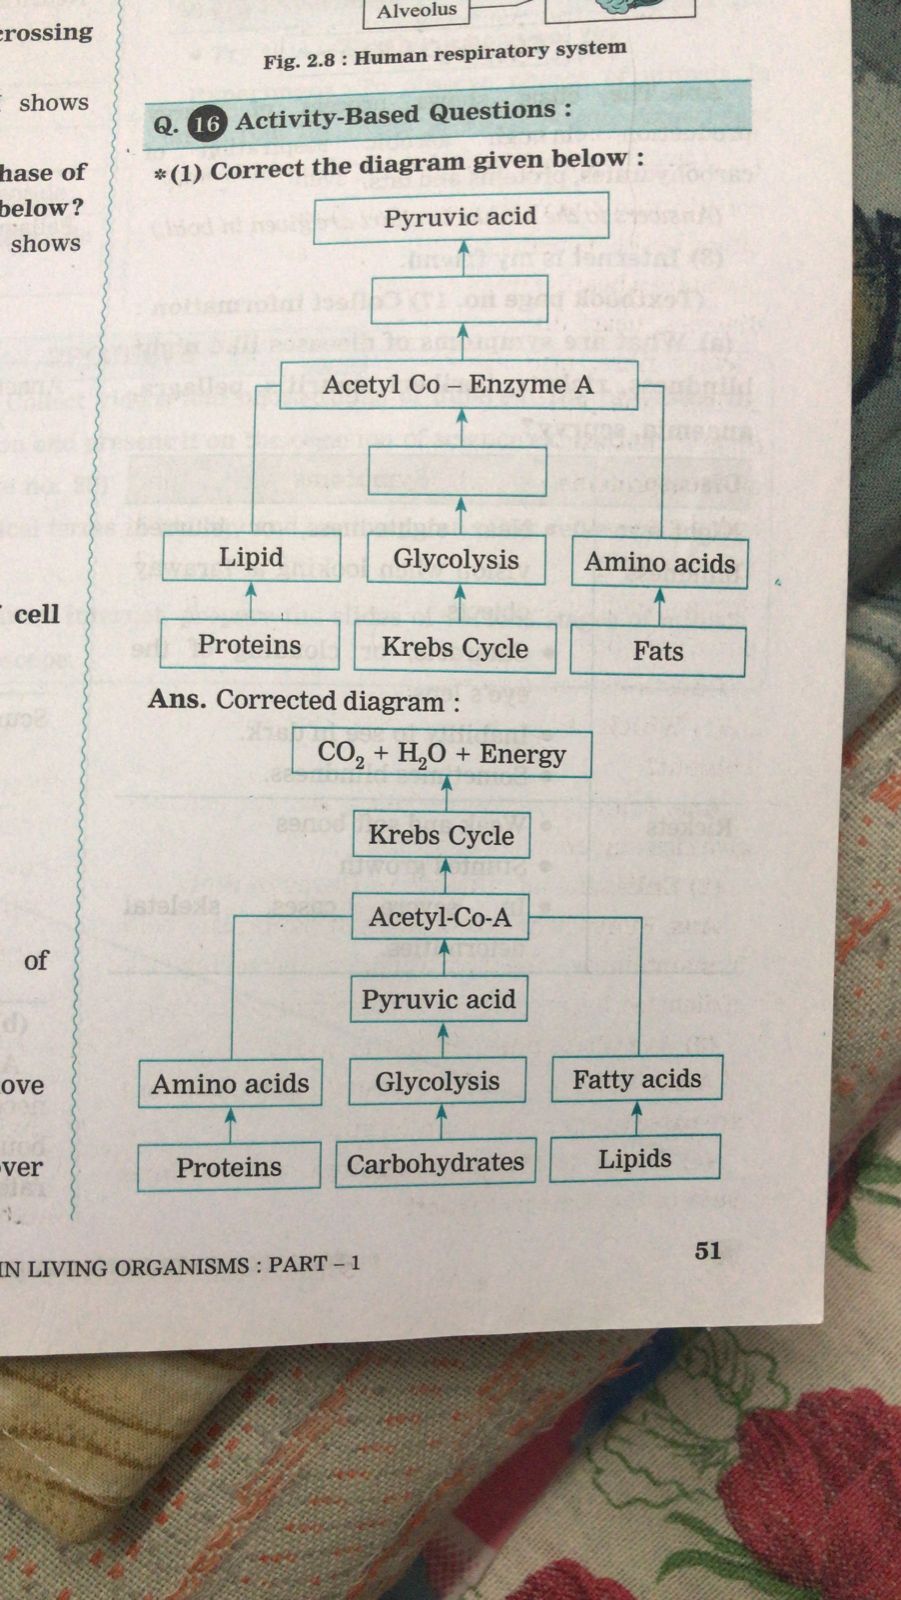 crossing
shows
hase of
below?
shows
cell
of
ove
over
Alveolus
Fig. 2.8 : Human respiratory system
Q. 16 Activity-Based Questions :
*(1) Correct the diagram given below :
Pyruvic acid
Acetyl Co – Enzyme A
Lipid Glycolysis Amino acids
Proteins Krebs Cycle Fats
Ans. Corrected diagram :
CO₂ + H₂O + Energy
Krebs Cycle
Acetyl-Co-A
Pyruvic acid
Amino acids Glycolysis Fatty acids
Proteins Carbohydrates Lipids
IN LIVING ORGANISMS : PART – 1 51